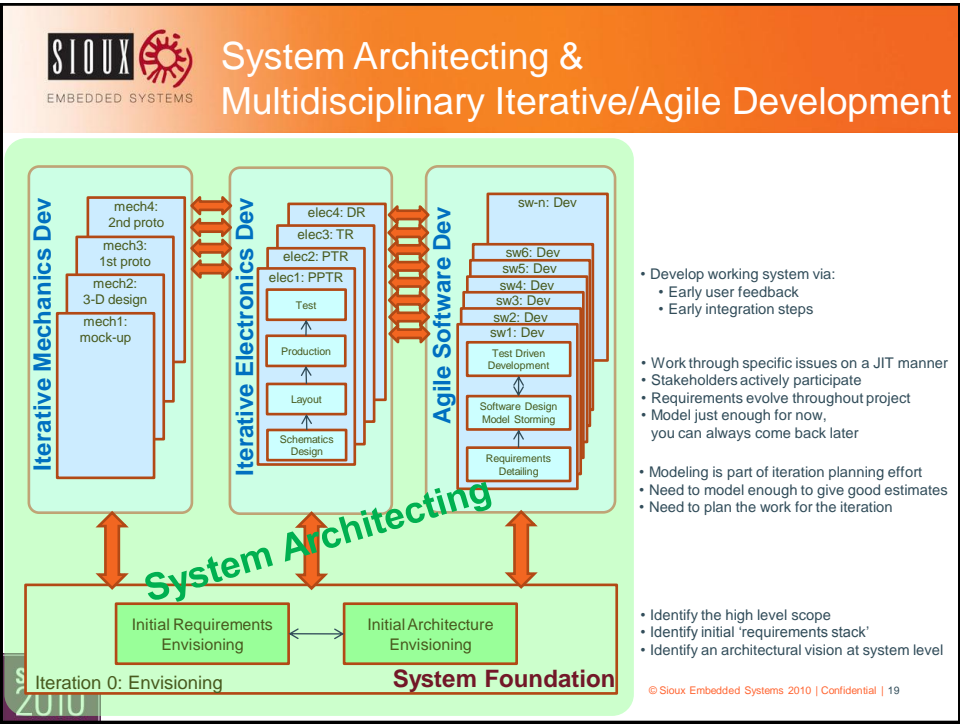 SIOUX
EMBEDDED SYSTEMS
System Architecting &
Multidisciplinary Iterative/Agile Development
Iterative Mechanics Dev
mech4:
2nd proto
mech3:
1st proto
mech2:
3-D design
mech1:
mock-up
Iterative Electronics Dev
elec4: DR
elec3: TR
elec2: PTR
elec1: PPTR
Test
Production
Layout
Schematics
Design
Agile Software Dev
sw-n: Dev
sw6: Dev
sw5: Dev
sw4: Dev
sw3: Dev
sw2: Dev
sw1: Dev
Test Driven
Development
Software Design
Model Storming
Requirements
Detailing
System Architecting
Initial Requirements
Envisioning
Initial Architecture
Envisioning
Iteration 0: Envisioning
System Foundation
• Develop working system via:
• Early user feedback
• Early integration steps
• Work through specific issues on a JIT manner
• Stakeholders actively participate
• Requirements evolve throughout project
• Model just enough for now,
you can always come back later
• Modeling is part of iteration planning effort
• Need to model enough to give good estimates
• Need to plan the work for the iteration
• Identify the high level scope
• Identify initial 'requirements stack'
• Identify an architectural vision at system level
2010
© Sioux Embedded Systems 2010 | Confidential | 19